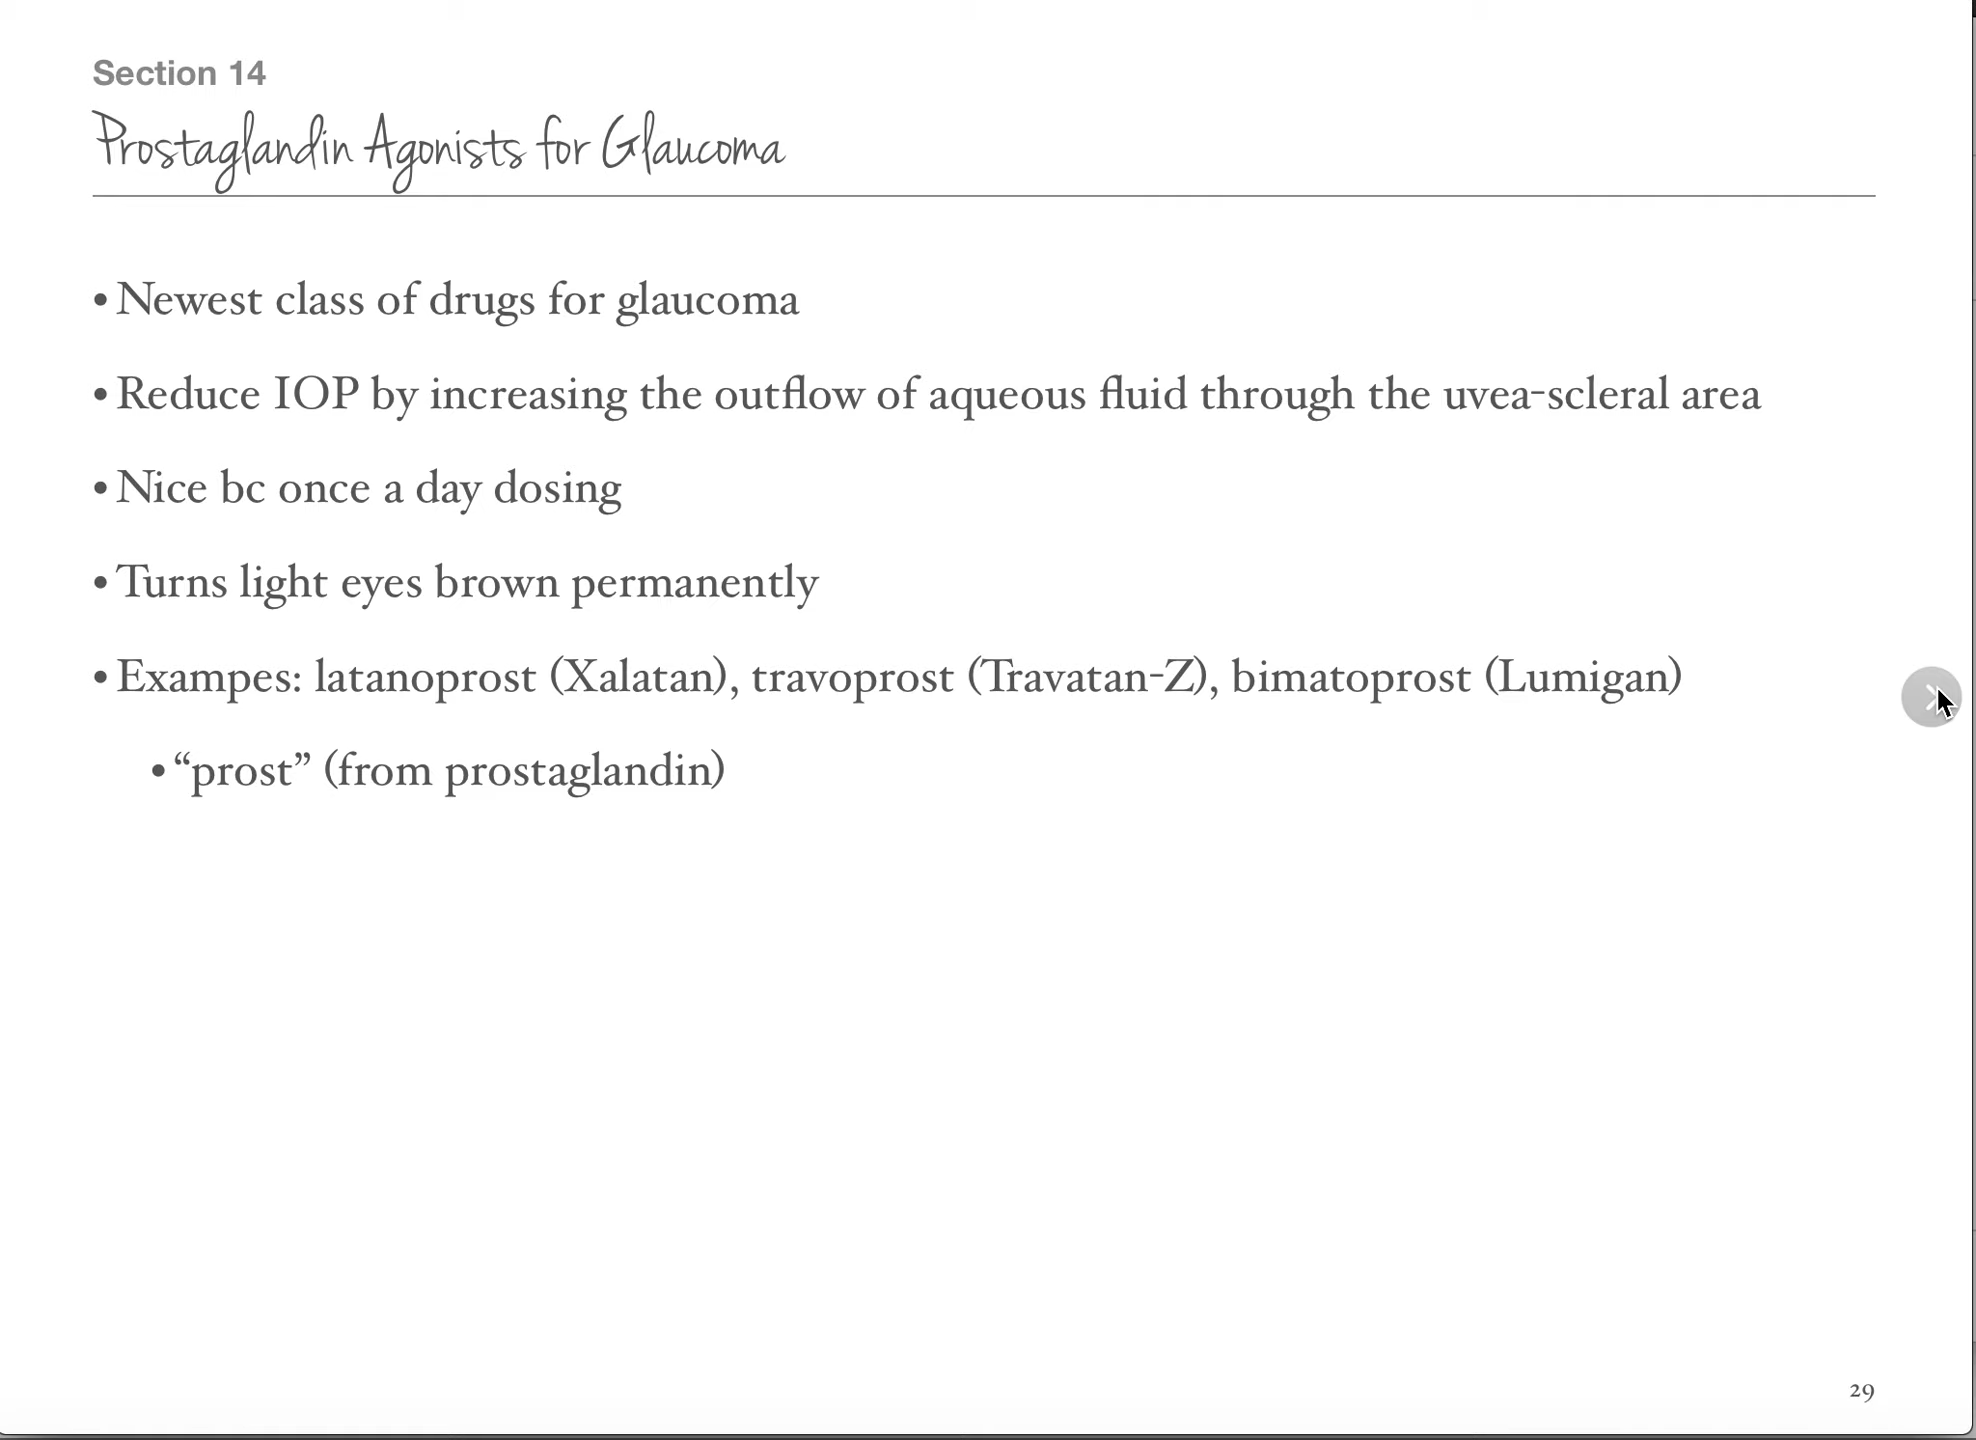 Section 14
Prostaglandin Agonists for Glaucoma
• Newest class of drugs for glaucoma
• Reduce IOP by increasing the outflow of aqueous fluid through the uvea-scleral area
• Nice bc once a day dosing
• Turns light eyes brown permanently
• Exampes: latanoprost (Xalatan), travoprost (Travatan-Z), bimatoprost (Lumigan)
• “prost” (from prostaglandin)
29